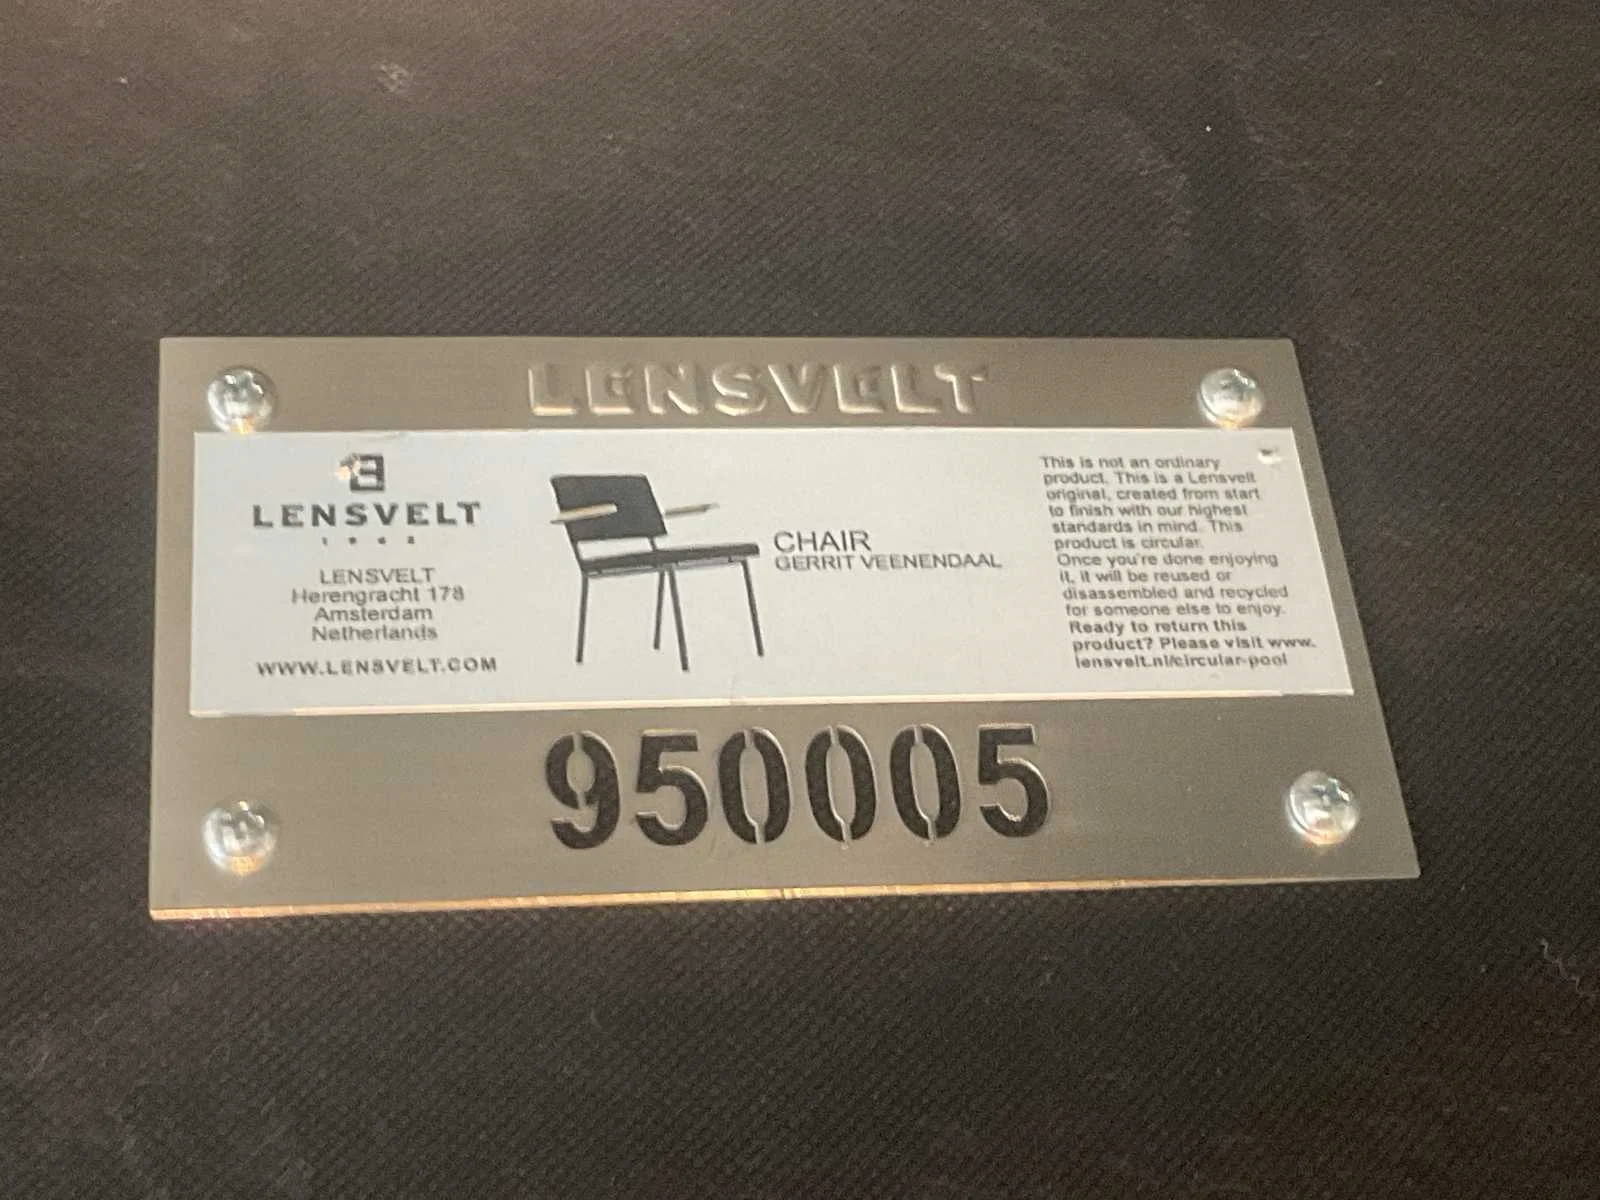 LENSVELT
LENSVELT
1962
LENSVELT
Herengracht 178
Amsterdam
Netherlands
WWW.LENSVELT.COM
CHAIR
GERRIT VEENENDAAL
This is not an ordinary
product. This is a Lensvelt
original, created from start
to finish with our highest
standards in mind. This
product is circular.
Once you're done enjoying
it, it will be reused or
disassembled and recycled
for someone else to enjoy.
Ready to return this
product? Please visit www.
lensvelt.nl/circular-pool
950005